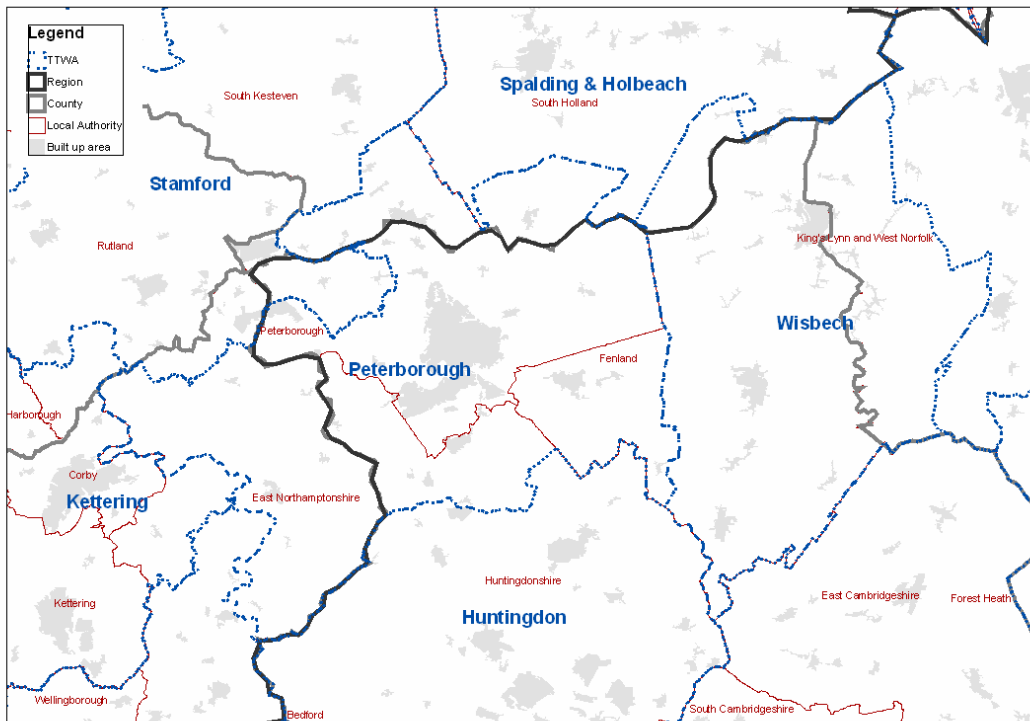 Legend
TTWA
Region
County
Local Authority
Built up area
South Kesteven
Spalding & Holbeach
South Holland
Stamford
Rutland
King's Lynn and West Norfolk
Peterborough
Wisbech
Fenland
Peterborough
Harborough
Corby
Kettering
East Northamptonshire
Huntingdonshire
Kettering
Huntingdon
East Cambridgeshire
Forest Heath
Wellingborough
Bedford
South Cambridgeshire